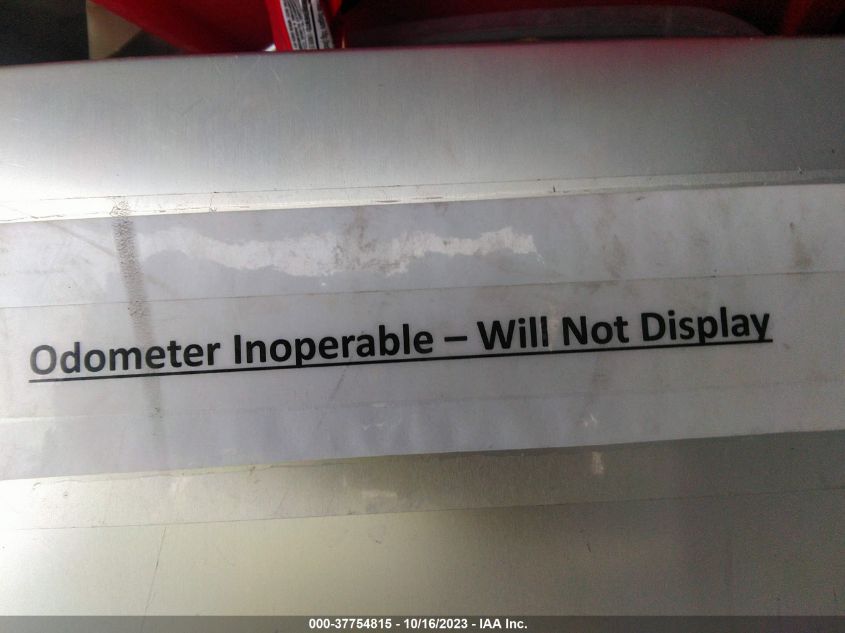 Odometer Inoperable – Will Not Display
000-37754815 - 10/16/2023 - IAA Inc.